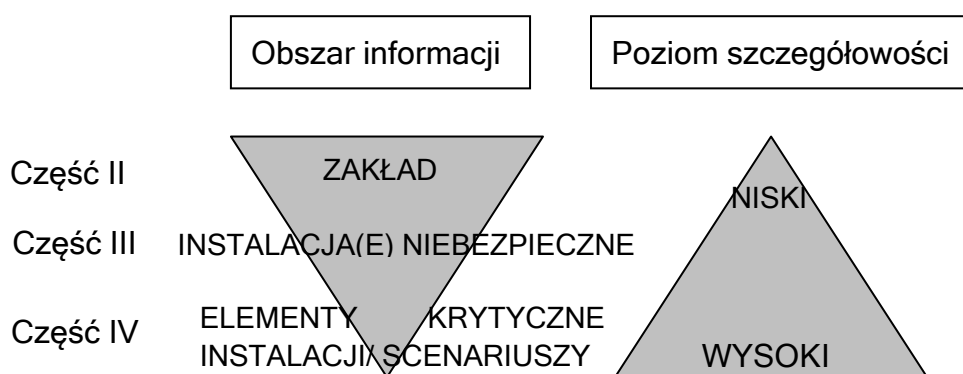 Obszar informacji
Poziom szczegółowości
Część II
ZAKŁAD
NISKI
Część III
INSTALACJA(E) NIEBEZPIECZNE
Część IV
ELEMENTY KRYTYCZNE
INSTALACJI/ SCENARIUSZY
WYSOKI